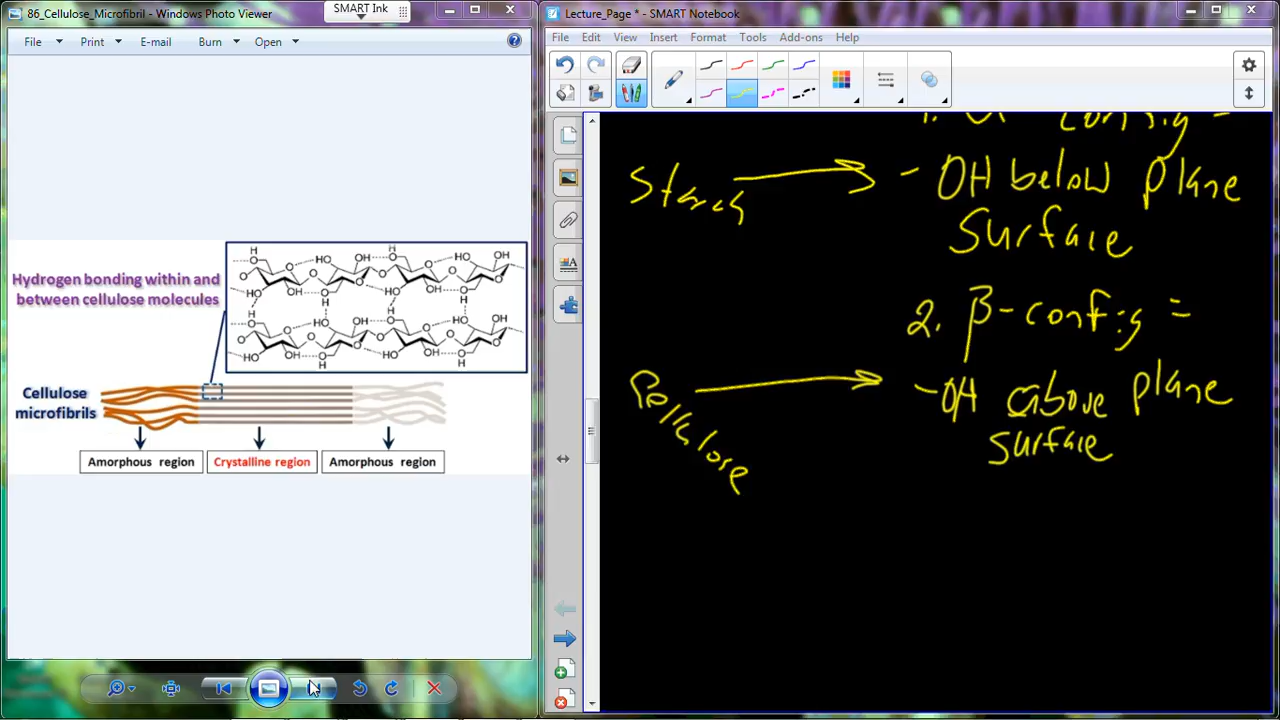 86_Cellulose_Microfibril - Windows Photo Viewer
SMART Ink
File Print E-mail Burn Open
Hydrogen bonding within and
between cellulose molecules
Cellulose
microfibrils
Amorphous region
Crystalline region
Amorphous region
Lecture_Page * - SMART Notebook
File Edit View Insert Format Tools Add-ons Help
config =
Starch
- OH below plane
surface
2. β-config =
Cellulose
-OH above plane
surface